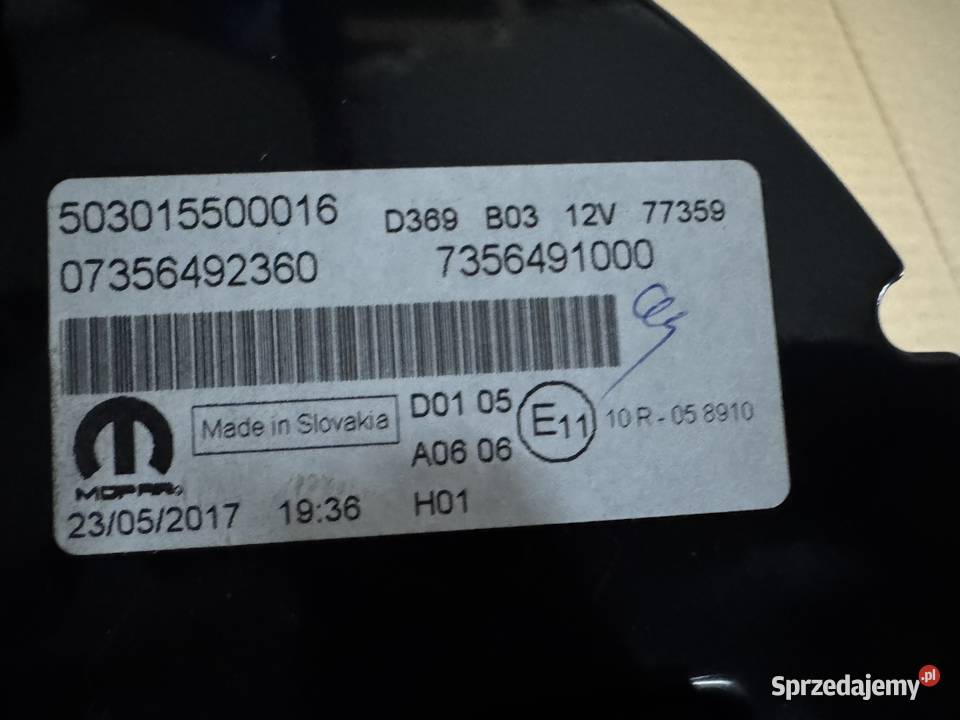 503015500016 D369 B03 12V 77359
07356492360 7356491000
MOPAR
Made in Slovakia
D01 05
A06 06
E11
10 R - 05 8910
23/05/2017 19:36 H01
Sprzedajemy.pl